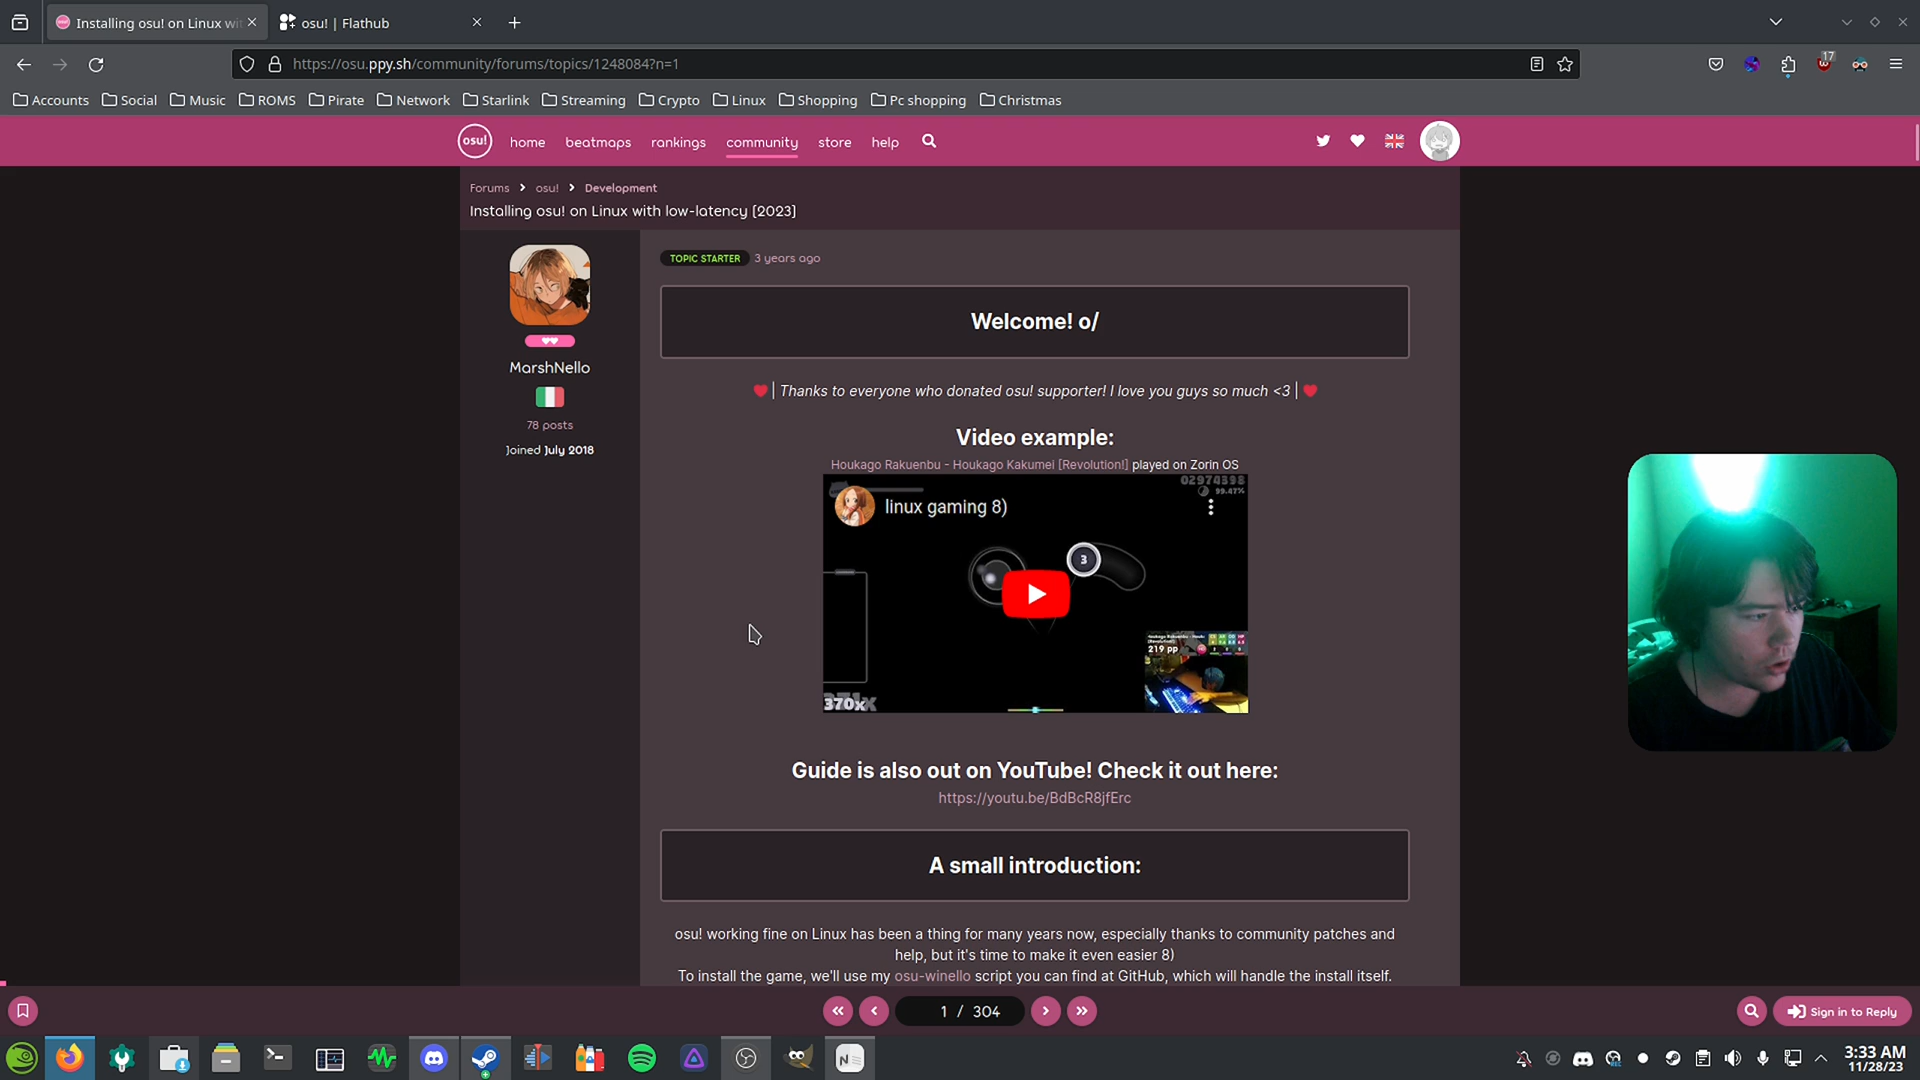 Installing osu! on Linux wi
osu! | Flathub
https://osu.ppy.sh/community/forums/topics/1248084?n=1
17
Accounts
Social
Music
ROMS
Pirate
Network
Starlink
Streaming
Crypto
Linux
Shopping
Pc shopping
Christmas
osu!
home
beatmaps
rankings
community
store
help
Forums > osu! > Development
Installing osu! on Linux with low-latency [2023]
TOPIC STARTER 3 years ago
Welcome! o/
MarshNello
78 posts
Joined July 2018
| Thanks to everyone who donated osu! supporter! I love you guys so much <3 |
Video example:
Houkago Rakuenbu - Houkago Kakumei [Revolution!] played on Zorin OS
02974398
99.47%
linux gaming 8)
3
219 pp
370x
Guide is also out on YouTube! Check it out here:
https://youtu.be/BdBcR8jfErc
A small introduction:
osu! working fine on Linux has been a thing for many years now, especially thanks to community patches and
help, but it's time to make it even easier 8)
To install the game, we'll use my osu-winello script you can find at GitHub, which will handle the install itself.
1 / 304
Sign in to Reply
3:33 AM
11/28/23